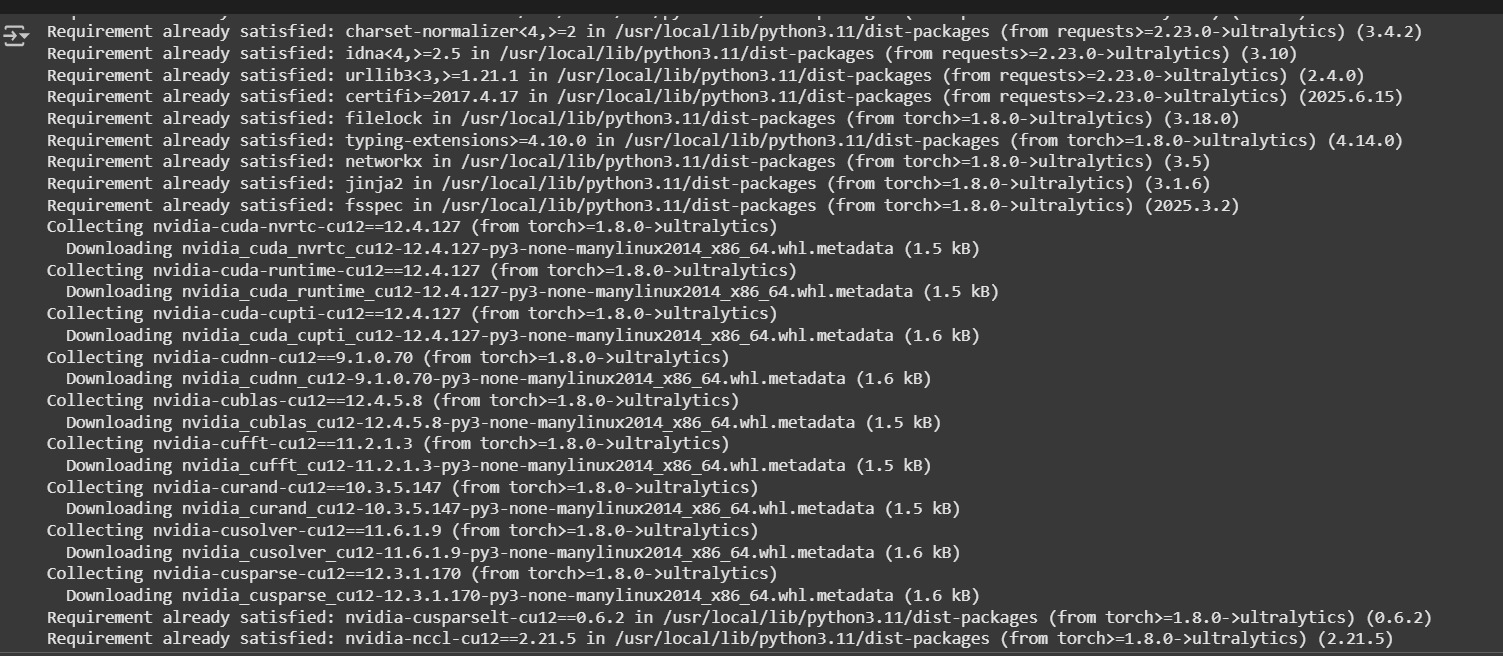 Requirement already satisfied: charset-normalizer<4,>=2 in /usr/local/lib/python3.11/dist-packages (from requests>=2.23.0->ultralytics) (3.4.2)
Requirement already satisfied: idna<4,>=2.5 in /usr/local/lib/python3.11/dist-packages (from requests>=2.23.0->ultralytics) (3.10)
Requirement already satisfied: urllib3<3,>=1.21.1 in /usr/local/lib/python3.11/dist-packages (from requests>=2.23.0->ultralytics) (2.4.0)
Requirement already satisfied: certifi>=2017.4.17 in /usr/local/lib/python3.11/dist-packages (from requests>=2.23.0->ultralytics) (2025.6.15)
Requirement already satisfied: filelock in /usr/local/lib/python3.11/dist-packages (from torch>=1.8.0->ultralytics) (3.18.0)
Requirement already satisfied: typing-extensions>=4.10.0 in /usr/local/lib/python3.11/dist-packages (from torch>=1.8.0->ultralytics) (4.14.0)
Requirement already satisfied: networkx in /usr/local/lib/python3.11/dist-packages (from torch>=1.8.0->ultralytics) (3.5)
Requirement already satisfied: jinja2 in /usr/local/lib/python3.11/dist-packages (from torch>=1.8.0->ultralytics) (3.1.6)
Requirement already satisfied: fsspec in /usr/local/lib/python3.11/dist-packages (from torch>=1.8.0->ultralytics) (2025.3.2)
Collecting nvidia-cuda-nvrtc-cu12==12.4.127 (from torch>=1.8.0->ultralytics)
Downloading nvidia_cuda_nvrtc_cu12-12.4.127-py3-none-manylinux2014_x86_64.whl.metadata (1.5 kB)
Collecting nvidia-cuda-runtime-cu12==12.4.127 (from torch>=1.8.0->ultralytics)
Downloading nvidia_cuda_runtime_cu12-12.4.127-py3-none-manylinux2014_x86_64.whl.metadata (1.5 kB)
Collecting nvidia-cuda-cupti-cu12==12.4.127 (from torch>=1.8.0->ultralytics)
Downloading nvidia_cuda_cupti_cu12-12.4.127-py3-none-manylinux2014_x86_64.whl.metadata (1.6 kB)
Collecting nvidia-cudnn-cu12==9.1.0.70 (from torch>=1.8.0->ultralytics)
Downloading nvidia_cudnn_cu12-9.1.0.70-py3-none-manylinux2014_x86_64.whl.metadata (1.6 kB)
Collecting nvidia-cublas-cu12==12.4.5.8 (from torch>=1.8.0->ultralytics)
Downloading nvidia_cublas_cu12-12.4.5.8-py3-none-manylinux2014_x86_64.whl.metadata (1.5 kB)
Collecting nvidia-cufft-cu12==11.2.1.3 (from torch>=1.8.0->ultralytics)
Downloading nvidia_cufft_cu12-11.2.1.3-py3-none-manylinux2014_x86_64.whl.metadata (1.5 kB)
Collecting nvidia-curand-cu12==10.3.5.147 (from torch>=1.8.0->ultralytics)
Downloading nvidia_curand_cu12-10.3.5.147-py3-none-manylinux2014_x86_64.whl.metadata (1.5 kB)
Collecting nvidia-cusolver-cu12==11.6.1.9 (from torch>=1.8.0->ultralytics)
Downloading nvidia_cusolver_cu12-11.6.1.9-py3-none-manylinux2014_x86_64.whl.metadata (1.6 kB)
Collecting nvidia-cusparse-cu12==12.3.1.170 (from torch>=1.8.0->ultralytics)
Downloading nvidia_cusparse_cu12-12.3.1.170-py3-none-manylinux2014_x86_64.whl.metadata (1.6 kB)
Requirement already satisfied: nvidia-cusparselt-cu12==0.6.2 in /usr/local/lib/python3.11/dist-packages (from torch>=1.8.0->ultralytics) (0.6.2)
Requirement already satisfied: nvidia-nccl-cu12==2.21.5 in /usr/local/lib/python3.11/dist-packages (from torch>=1.8.0->ultralytics) (2.21.5)